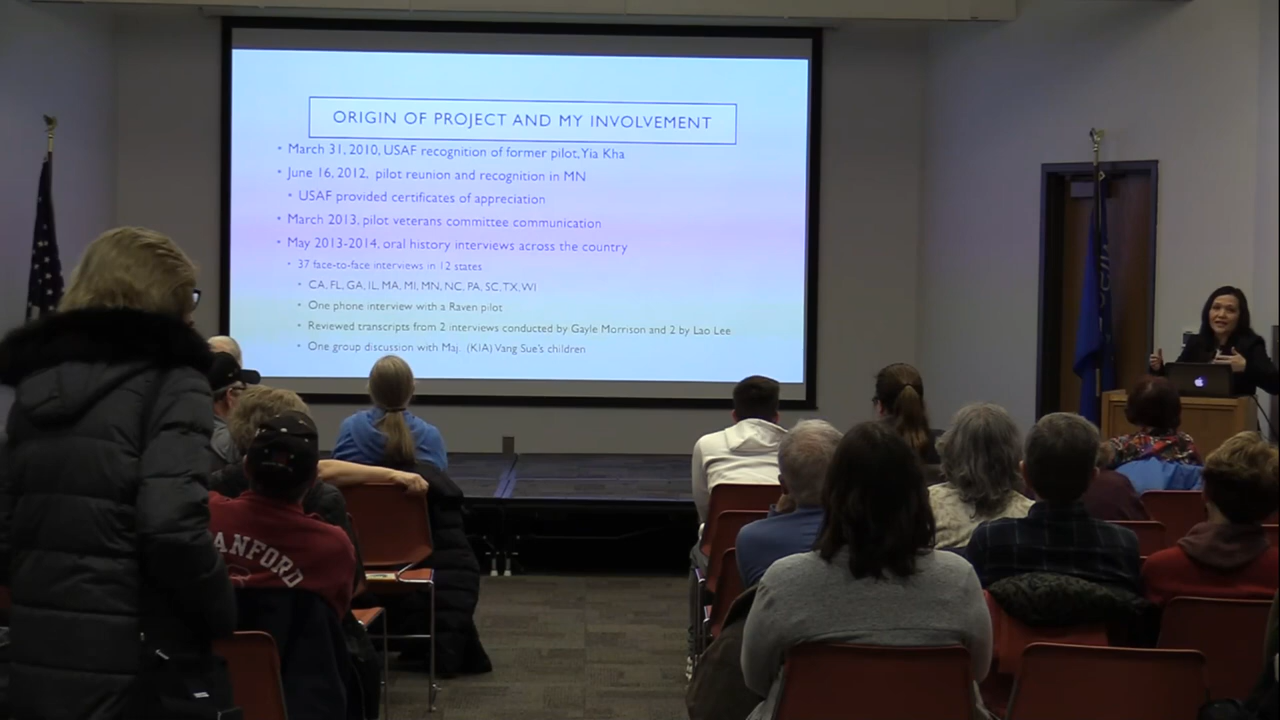 ORIGIN OF PROJECT AND MY INVOLVEMENT
• March 31, 2010, USAF recognition of former pilot, Yia Kha
• June 16, 2012, pilot reunion and recognition in MN
• USAF provided certificates of appreciation
• March 2013, pilot veterans committee communication
• May 2013-2014, oral history interviews across the country
• 37 face-to-face interviews in 12 states
• CA, FL, GA, IL, MA, MI, MN, NC, PA, SC, TX, WI
• One phone interview with a Raven pilot
• Reviewed transcripts from 2 interviews conducted by Gayle Morrison and 2 by Lao Lee
• One group discussion with Maj. (KIA) Vang Sue's children
ANFORD